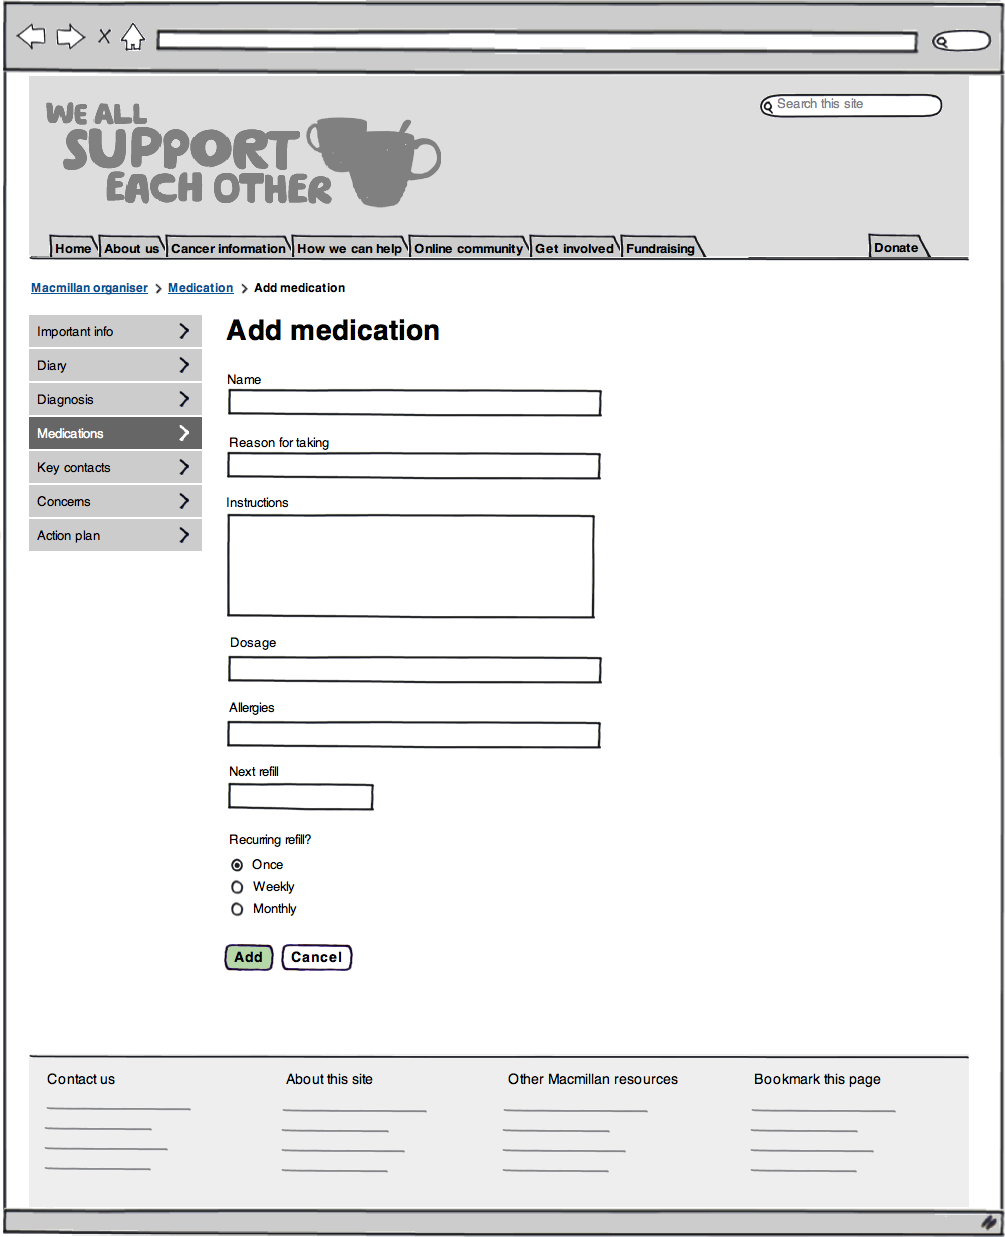 WE ALL
SUPPORT
EACH OTHER
Search this site
Home About us Cancer information How we can help Online community Get involved Fundraising Donate
Macmillan organiser > Medication > Add medication
Important info
Diary
Diagnosis
Medications
Key contacts
Concerns
Action plan
Add medication
Name
Reason for taking
Instructions
Dosage
Allergies
Next refill
Recurring refill?
Once
Weekly
Monthly
Add Cancel
Contact us About this site Other Macmillan resources Bookmark this page